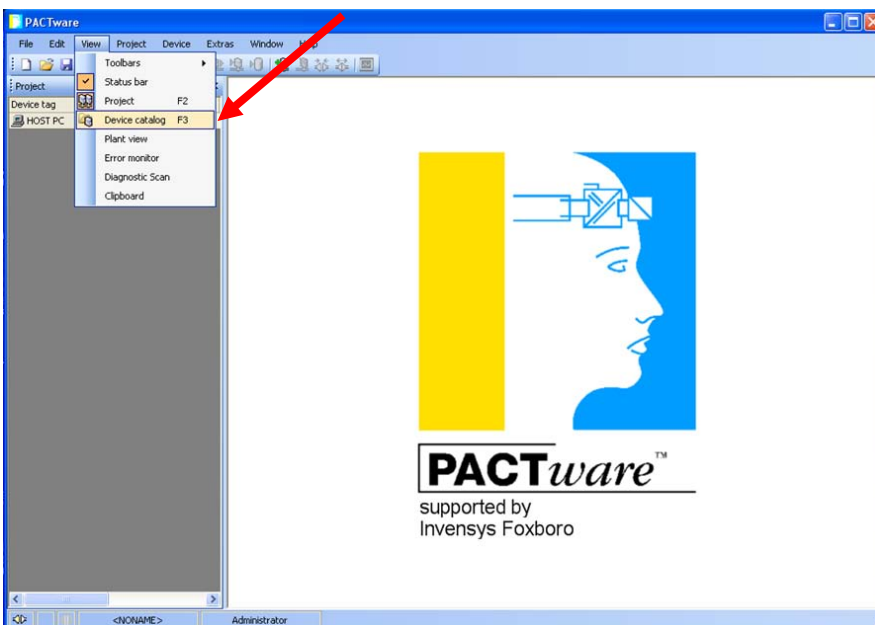 PACTware
File Edit View Project Device Extras Window
Project
Device tag
HOST PC
Toolbars
Status bar
Project F2
Device catalog F3
Plant view
Error monitor
Diagnostic Scan
Clipboard
PACTware™
supported by
Invensys Foxboro
<NONAME> Administrator